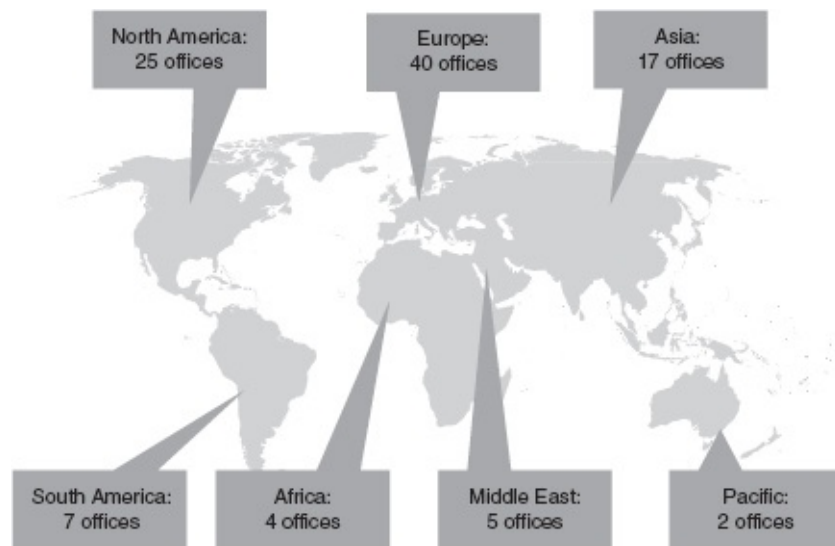 North America:
25 offices
Europe:
40 offices
Asia:
17 offices
South America:
7 offices
Africa:
4 offices
Middle East:
5 offices
Pacific:
2 offices